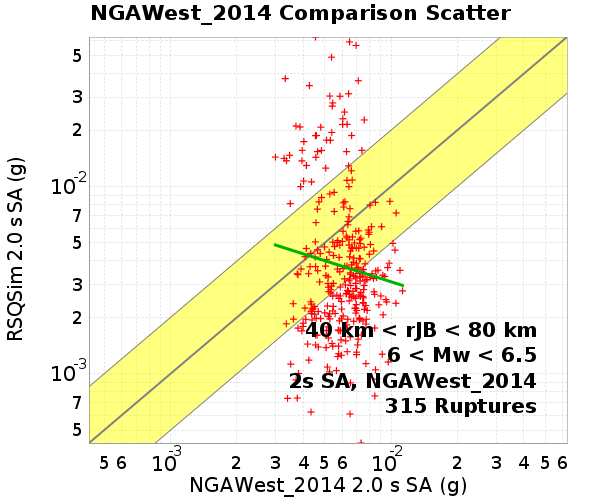 NGAWest_2014 Comparison Scatter
RSQSim 2.0 s SA (g)
5
3
2
10-2
7
5
3
2
10-3
7
5
40 km < rJB < 80 km
6 < Mw < 6.5
2s SA, NGAWest_2014
315 Ruptures
5 6 10-3 2 3 4 5 6 10-2 2 3 4 5 6
NGAWest_2014 2.0 s SA (g)